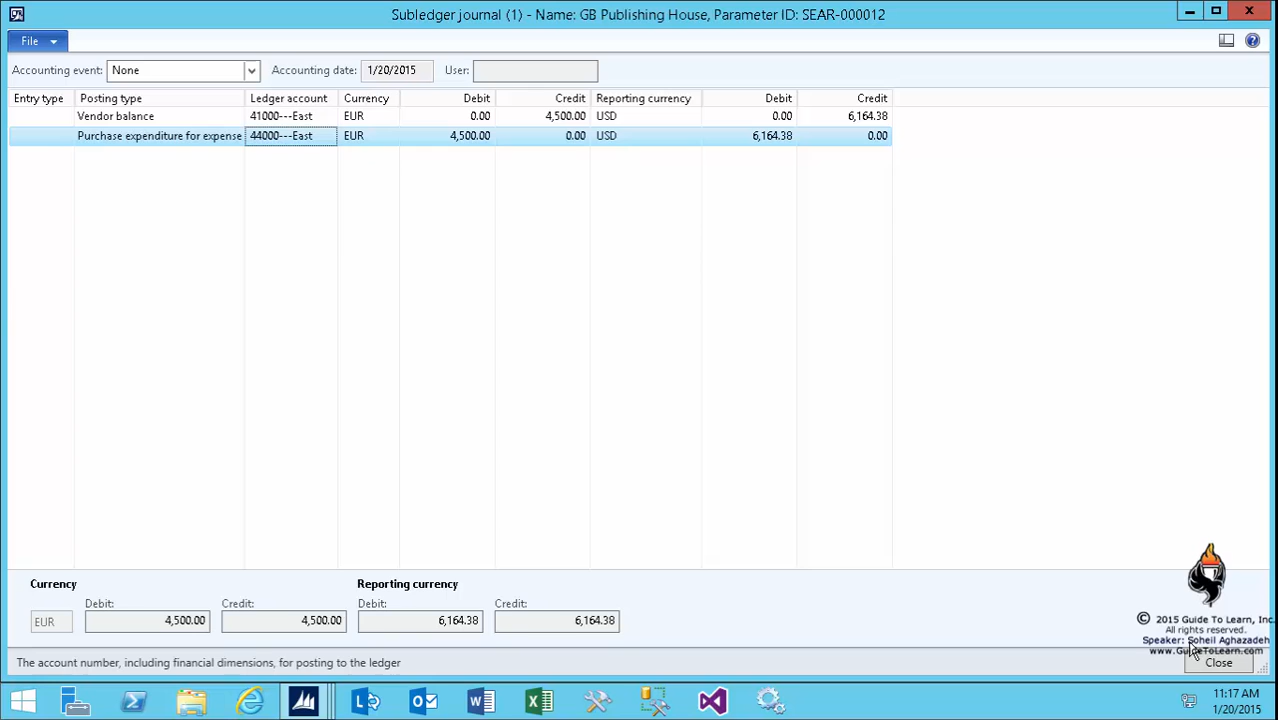 Subledger journal (1) - Name: GB Publishing House, Parameter ID: SEAR-000012
File
Accounting event: None Accounting date: 1/20/2015 User:
Entry type Posting type Ledger account Currency Debit Credit Reporting currency Debit Credit
Vendor balance 41000---East EUR 0.00 4,500.00 USD 0.00 6,164.38
Purchase expenditure for expense 44000---East EUR 4,500.00 0.00 USD 6,164.38 0.00
Currency Reporting currency
Debit: Credit: Debit: Credit:
EUR 4,500.00 4,500.00 6,164.38 6,164.38
© 2015 Guide To Learn, Inc.
All rights reserved.
Speaker: Soheil Aghazadeh
www.GuideToLearn.com
The account number, including financial dimensions, for posting to the ledger
Close
11:17 AM
1/20/2015